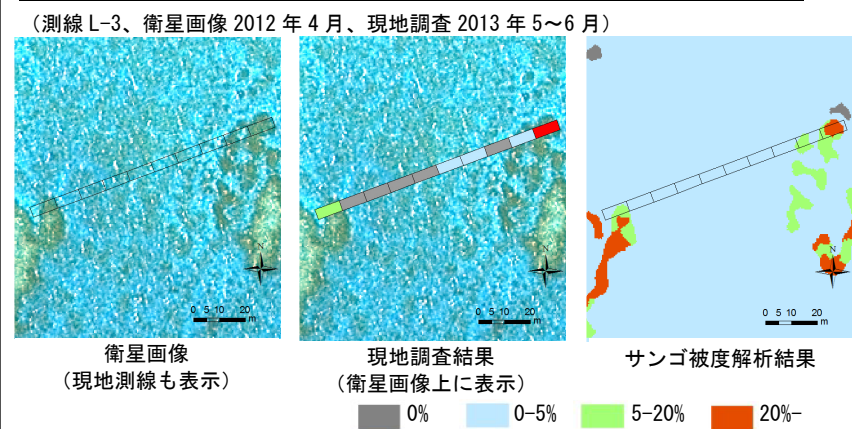 （測線 L-3、衛星画像 2012 年 4 月、現地調査 2013 年 5～6 月）
N
0 5 10 20
m
N
0 5 10 20
m
N
0 5 10 20
m
衛星画像
（現地測線も表示）
現地調査結果
（衛星画像上に表示）
サンゴ被度解析結果
0%
0-5%
5-20%
20%-